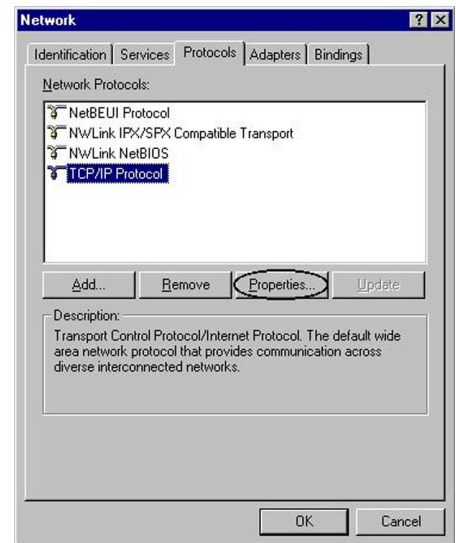 Network
Identification Services Protocols Adapters Bindings
Network Protocols:
NetBEUI Protocol
NWLink IPX/SPX Compatible Transport
NWLink NetBIOS
TCP/IP Protocol
Add... Remove Properties... Update
Description:
Transport Control Protocol/Internet Protocol. The default wide
area network protocol that provides communication across
diverse interconnected networks.
OK Cancel